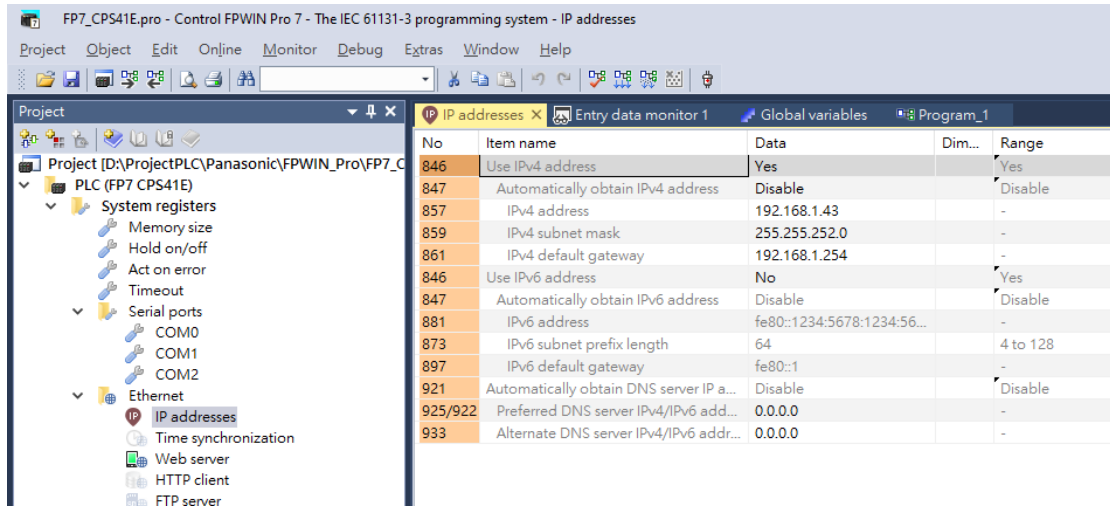 FP7_CPS41E.pro - Control FPWIN Pro 7 - The IEC 61131-3 programming system - IP addresses
Project Object Edit Online Monitor Debug Extras Window Help
Project
Project [D:\ProjectPLC\Panasonic\FPWIN_Pro\FP7_C
PLC (FP7 CPS41E)
System registers
Memory size
Hold on/off
Act on error
Timeout
Serial ports
COM0
COM1
COM2
Ethernet
IP addresses
Time synchronization
Web server
HTTP client
FTP server
IP addresses Entry data monitor 1 Global variables Program_1
No Item name Data Dim... Range
846 Use IPv4 address Yes Yes
847 Automatically obtain IPv4 address Disable Disable
857 IPv4 address 192.168.1.43 -
859 IPv4 subnet mask 255.255.252.0 -
861 IPv4 default gateway 192.168.1.254 -
846 Use IPv6 address No Yes
847 Automatically obtain IPv6 address Disable Disable
881 IPv6 address fe80::1234:5678:1234:56... -
873 IPv6 subnet prefix length 64 4 to 128
897 IPv6 default gateway fe80::1 -
921 Automatically obtain DNS server IP a... Disable Disable
925/922 Preferred DNS server IPv4/IPv6 add... 0.0.0.0 -
933 Alternate DNS server IPv4/IPv6 addr... 0.0.0.0 -